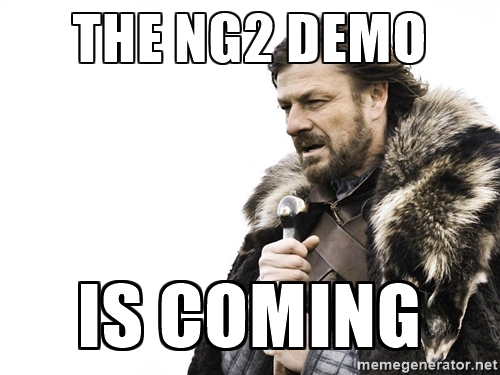 THE NG2 DEMO
IS COMING
memegenerator.net